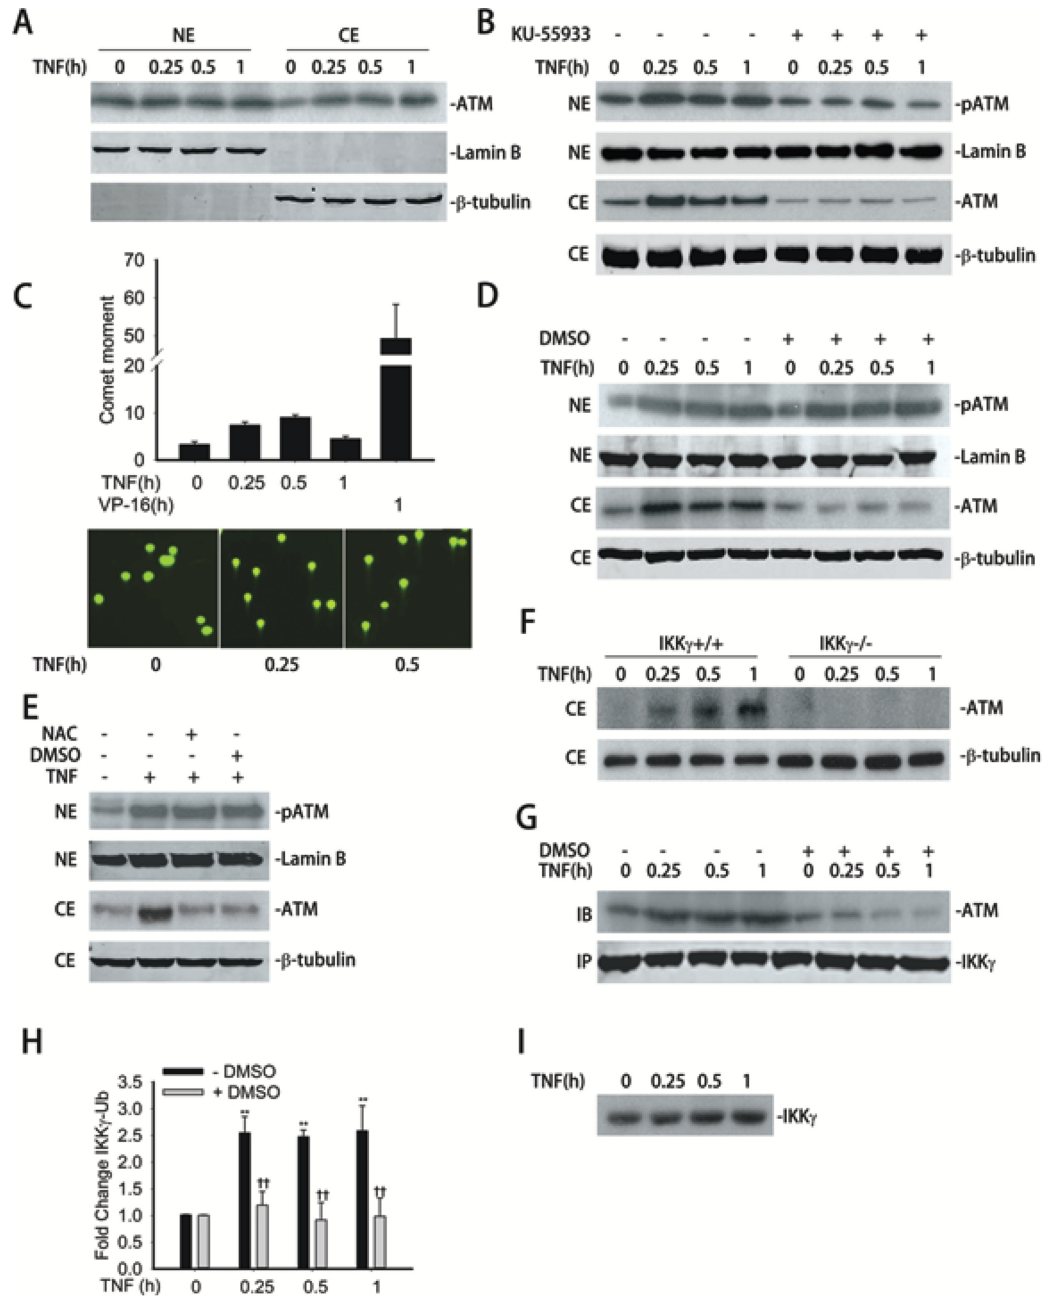 A
NE CE
TNF(h) 0 0.25 0.5 1 0 0.25 0.5 1
-ATM
-Lamin B
-β-tubulin
B
KU-55933 - - - - + + + +
TNF(h) 0 0.25 0.5 1 0 0.25 0.5 1
NE -pATM
NE -Lamin B
CE -ATM
CE -β-tubulin
C
Comet moment
70
60
50
20
10
0
TNF(h) 0 0.25 0.5 1
VP-16(h) 1
TNF(h) 0 0.25 0.5
D
DMSO - - - - + + + +
TNF(h) 0 0.25 0.5 1 0 0.25 0.5 1
NE -pATM
NE -Lamin B
CE -ATM
CE -β-tubulin
E
NAC - - + -
DMSO - - - +
TNF - + + +
NE -pATM
NE -Lamin B
CE -ATM
CE -β-tubulin
F
IKKγ+/+ IKKγ-/-
TNF(h) 0 0.25 0.5 1 0 0.25 0.5 1
CE -ATM
CE -β-tubulin
G
DMSO - - - - + + + +
TNF(h) 0 0.25 0.5 1 0 0.25 0.5 1
IB -ATM
IP -IKKγ
H
- DMSO
+ DMSO
Fold Change IKKγ-Ub
3.5
3.0
2.5
2.0
1.5
1.0
0.5
0.0
** ** **
†† †† ††
TNF (h) 0 0.25 0.5 1
I
TNF(h) 0 0.25 0.5 1
-IKKγ